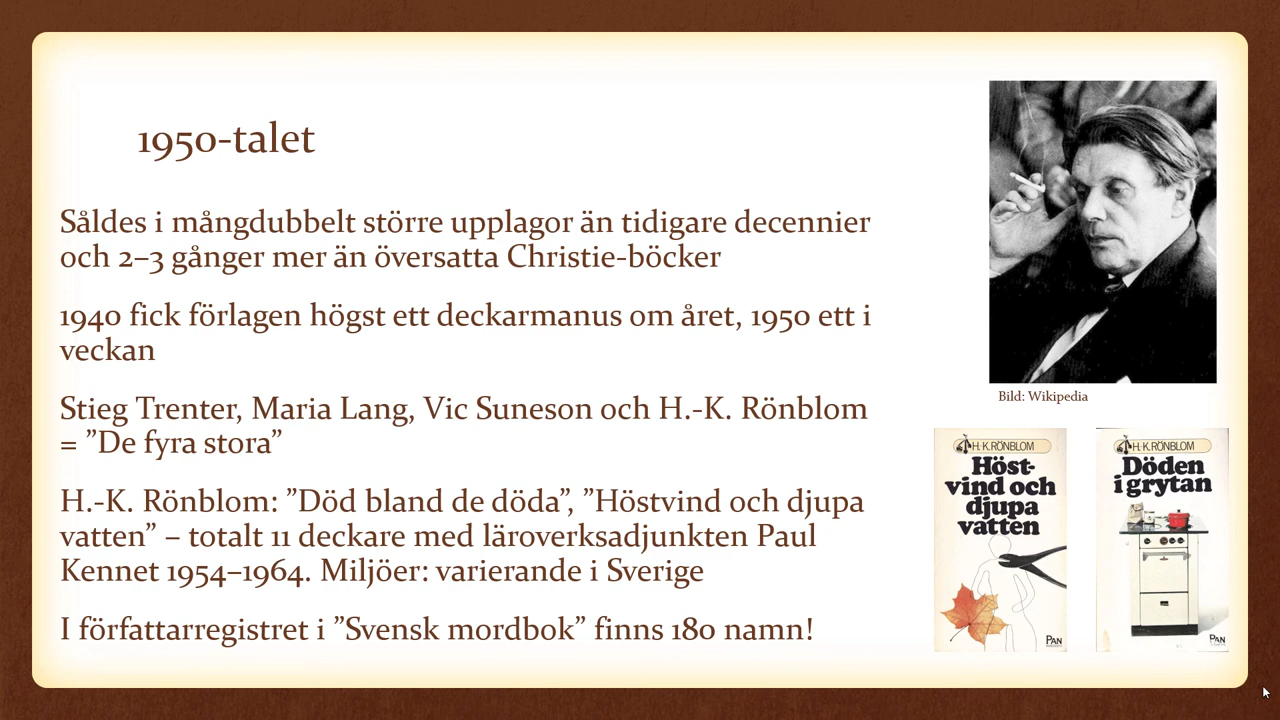 1950-talet
Såldes i mångdubbelt större upplagor än tidigare decennier
och 2–3 gånger mer än översatta Christie-böcker
1940 fick förlagen högst ett deckarmanus om året, 1950 ett i
veckan
Stieg Trenter, Maria Lang, Vic Suneson och H.-K. Rönblom
= ”De fyra stora”
H.-K. Rönblom: ”Död bland de döda”, ”Höstvind och djupa
vatten” – totalt 11 deckare med läroverksadjunkten Paul
Kennet 1954–1964. Miljöer: varierande i Sverige
I författarregistret i ”Svensk mordbok” finns 180 namn!
Bild: Wikipedia
H. K. RÖNBLOM
Höst-
vind och
djupa
vatten
PAN
H. K. RÖNBLOM
Döden
i grytan
PAN